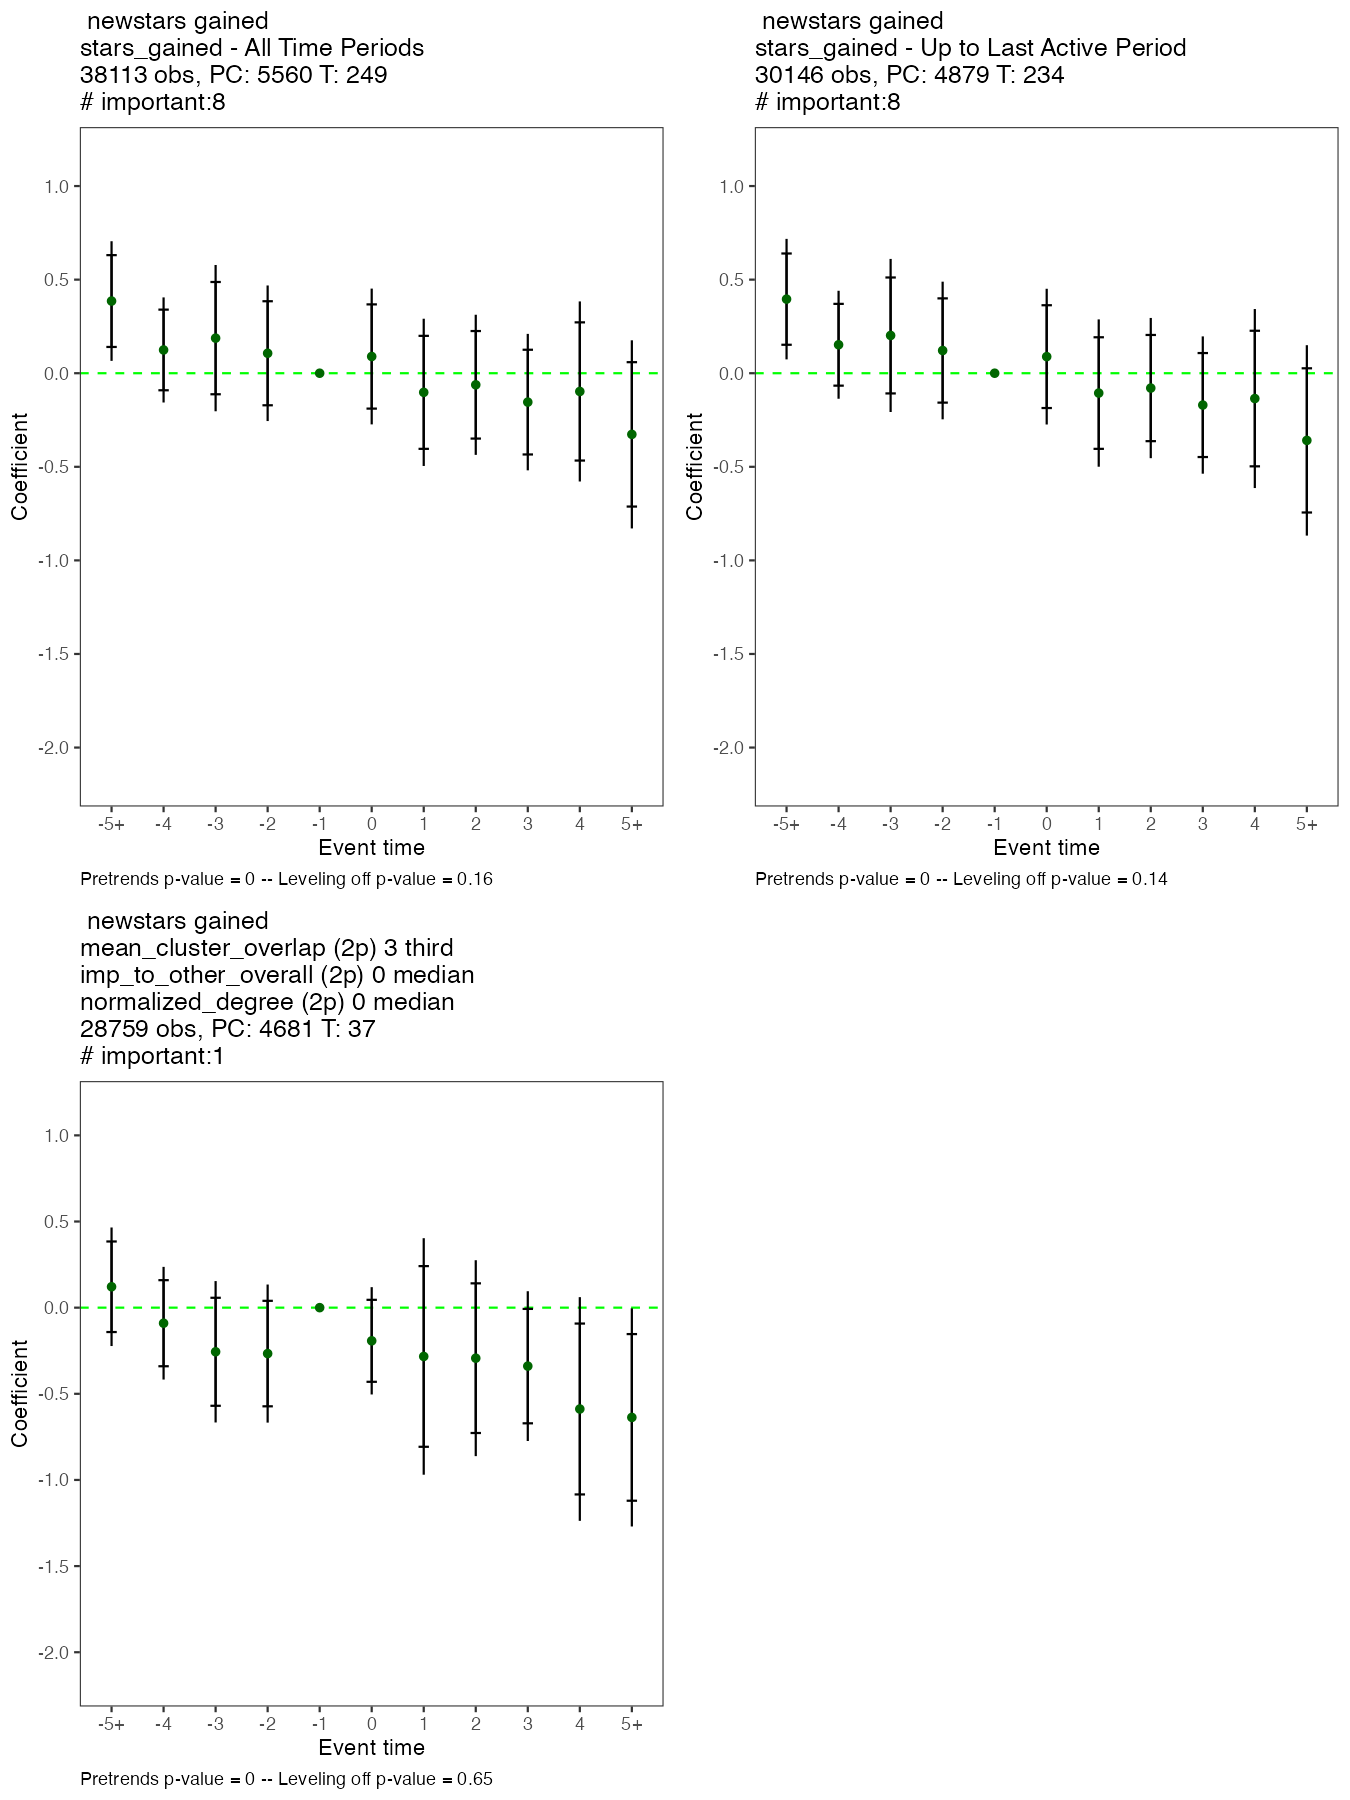 newstars gained
stars_gained - All Time Periods
38113 obs, PC: 5560 T: 249
# important:8
1.0
0.5
0.0
-0.5
-1.0
-1.5
-2.0
Coefficient
-5+ -4 -3 -2 -1 0 1 2 3 4 5+
Event time
Pretrends p-value = 0 -- Leveling off p-value = 0.16
newstars gained
stars_gained - Up to Last Active Period
30146 obs, PC: 4879 T: 234
# important:8
1.0
0.5
0.0
-0.5
-1.0
-1.5
-2.0
Coefficient
-5+ -4 -3 -2 -1 0 1 2 3 4 5+
Event time
Pretrends p-value = 0 -- Leveling off p-value = 0.14
newstars gained
mean_cluster_overlap (2p) 3 third
imp_to_other_overall (2p) 0 median
normalized_degree (2p) 0 median
28759 obs, PC: 4681 T: 37
# important:1
1.0
0.5
0.0
-0.5
-1.0
-1.5
-2.0
Coefficient
-5+ -4 -3 -2 -1 0 1 2 3 4 5+
Event time
Pretrends p-value = 0 -- Leveling off p-value = 0.65